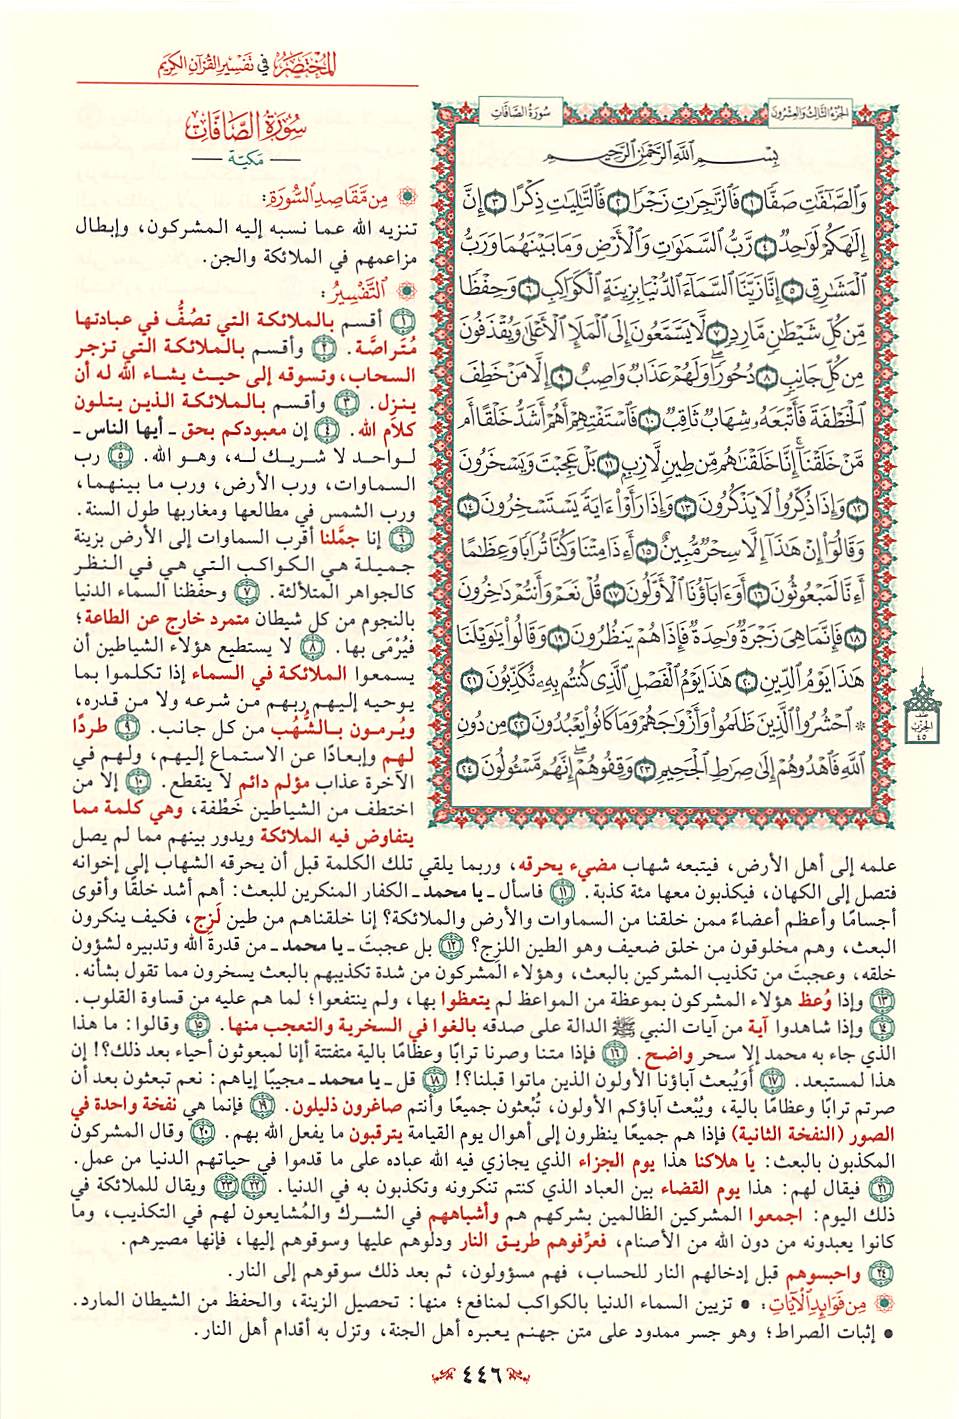 المختصر في تفسير القرآن الكريم
الجزء الثالث والعشرون
سورة الصافات
بِسْمِ اللَّهِ الرَّحْمَٰنِ الرَّحِيمِ
وَالصَّافَّاتِ صَفًّا ١ فَالزَّاجِرَاتِ زَجْرًا ٢ فَالتَّالِيَاتِ ذِكْرًا ٣ إِنَّ
إِلَٰهَكُمْ لَوَاحِدٌ ٤ رَبُّ السَّمَاوَاتِ وَالْأَرْضِ وَمَا بَيْنَهُمَا وَرَبُّ
الْمَشَارِقِ ٥ إِنَّا زَيَّنَّا السَّمَاءَ الدُّنْيَا بِزِينَةٍ الْكَوَاكِبِ ٦ وَحِفْظًا
مِّن كُلِّ شَيْطَانٍ مَّارِدٍ ٧ لَّا يَسَّمَّعُونَ إِلَى الْمَلَإِ الْأَعْلَىٰ وَيُقْذَفُونَ
مِن كُلِّ جَانِبٍ ٨ دُحُورًا ۖ وَلَهُمْ عَذَابٌ وَاصِبٌ ٩ إِلَّا مَنْ خَطِفَ
الْخَطْفَةَ فَأَتْبَعَهُ شِهَابٌ ثَاقِبٌ ١٠ فَاسْتَفْتِهِمْ أَهُمْ أَشَدُّ خَلْقًا أَم
مَّنْ خَلَقْنَا ۚ إِنَّا خَلَقْنَاهُم مِّن طِينٍ لَّازِبٍ ١١ بَلْ عَجِبْتَ وَيَسْخَرُونَ
١٢ وَإِذَا ذُكِّرُوا لَا يَذْكُرُونَ ١٣ وَإِذَا رَأَوْا آيَةً يَسْتَسْخِرُونَ ١٤
وَقَالُوا إِنْ هَٰذَا إِلَّا سِحْرٌ مُّبِينٌ ١٥ أَءِذَا مِتْنَا وَكُنَّا تُرَابًا وَعِظَامًا
أَءِنَّا لَمَبْعُوثُونَ ١٦ أَوَآبَاؤُنَا الْأَوَّلُونَ ١٧ قُلْ نَعَمْ وَأَنتُمْ دَاخِرُونَ
١٨ فَإِنَّمَا هِيَ زَجْرَةٌ وَاحِدَةٌ فَإِذَا هُمْ يَنظُرُونَ ١٩ وَقَالُوا يَا وَيْلَنَا
هَٰذَا يَوْمُ الدِّينِ ٢٠ هَٰذَا يَوْمُ الْفَصْلِ الَّذِي كُنتُم بِهِ تُكَذِّبُونَ ٢١
۞ احْشُرُوا الَّذِينَ ظَلَمُوا وَأَزْوَاجَهُمْ وَمَا كَانُوا يَعْبُدُونَ ٢٢ مِن دُونِ
اللَّهِ فَاهْدُوهُمْ إِلَىٰ صِرَاطِ الْجَحِيمِ ٢٣ وَقِفُوهُمْ ۖ إِنَّهُم مَّسْئُولُونَ ٢٤
نصف
الحزب
٤٥
سورة الصافات
مكية
من مقاصد السورة:
تنزيه الله عما نسبه إليه المشركون، وإبطال
مزاعمهم في الملائكة والجن.
التفسير:
١ أقسم بالملائكة التي تصُفُّ في عبادتها
مُتَراصَّة. ٢ وأقسم بالملائكة التي تزجر
السحاب، وتسوقه إلى حيث يشاء الله له أن
ينزل. ٣ وأقسم بالملائكة الذين يتلون
كلام الله. ٤ إن معبودكم بحق - أيها الناس -
لواحد لا شريك له، وهو الله. ٥ رب
السماوات، ورب الأرض، ورب ما بينهما،
ورب الشمس في مطالعها ومغاربها طول السنة.
٦ إنا جمَّلنا أقرب السماوات إلى الأرض بزينة
جميلة هي الكواكب التي هي في النظر
كالجواهر المتلألئة. ٧ وحفظنا السماء الدنيا
بالنجوم من كل شيطان متمرد خارج عن الطاعة؛
فيُرْمَى بها. ٨ لا يستطيع هؤلاء الشياطين أن
يسمعوا الملائكة في السماء إذا تكلموا بما
يوحيه إليهم ربهم من شرعه ولا من قدره،
ويُرمون بالشُّهُب من كل جانب. ٩ طردًا
لهم وإبعادًا عن الاستماع إليهم، ولهم في
الآخرة عذاب مؤلم دائم لا ينقطع. ١٠ إلا من
اختطف من الشياطين خَطْفة، وهي كلمة مما
يتفاوض فيه الملائكة ويدور بينهم مما لم يصل
علمه إلى أهل الأرض، فيتبعه شهاب مضيء يحرقه، وربما يلقي تلك الكلمة قبل أن يحرقه الشهاب إلى إخوانه
فتصل إلى الكهان، فيكذبون معها مئة كذبة. ١١ فاسأل - يا محمد - الكفار المنكرين للبعث: أهم أشد خلقًا وأقوى
أجسامًا وأعظم أعضاءً ممن خلقنا من السماوات والأرض والملائكة؟ إنا خلقناهم من طين لَزِج، فكيف ينكرون
البعث، وهم مخلوقون من خلق ضعيف وهو الطين اللزج؟ ١٢ بل عجبتَ - يا محمد - من قدرة الله وتدبيره لشؤون
خلقه، وعجبتَ من تكذيب المشركين بالبعث، وهؤلاء المشركون من شدة تكذيبهم بالبعث يسخرون مما تقول بشأنه.
١٣ وإذا وُعظ هؤلاء المشركون بموعظة من المواعظ لم يتعظوا بها، ولم ينتفعوا؛ لما هم عليه من قساوة القلوب.
١٤ وإذا شاهدوا آية من آيات النبي ﷺ الدالة على صدقه بالغوا في السخرية والتعجب منها. ١٥ وقالوا: ما هذا
الذي جاء به محمد إلا سحر واضح. ١٦ فإذا متنا وصرنا ترابًا وعظامًا بالية متفتتة أإنا لمبعوثون أحياء بعد ذلك؟! إن
هذا لمستبعد. ١٧ أَوَيُبعث آباؤنا الأولون الذين ماتوا قبلنا؟! ١٨ قل - يا محمد - مجيبًا إياهم: نعم تبعثون بعد أن
صرتم ترابًا وعظامًا بالية، ويُبْعث آباؤكم الأولون، تُبْعثون جميعًا وأنتم صاغرون ذليلون. ١٩ فإنما هي نفخة واحدة في
الصور (النفخة الثانية) فإذا هم جميعًا ينظرون إلى أهوال يوم القيامة يترقبون ما يفعل الله بهم. ٢٠ وقال المشركون
المكذبون بالبعث: يا هلاكنا هذا يوم الجزاء الذي يجازي فيه الله عباده على ما قدموا في حياتهم الدنيا من عمل.
٢١ فيقال لهم: هذا يوم القضاء بين العباد الذي كنتم تنكرونه وتكذبون به في الدنيا. ٢٢ ٢٣ ويقال للملائكة في
ذلك اليوم: اجمعوا المشركين الظالمين بشركهم هم وأشباههم في الشرك والمُشايعون لهم في التكذيب، وما
كانوا يعبدونه من دون الله من الأصنام، فعرِّفوهم طريق النار ودلوهم عليها وسوقوهم إليها، فإنها مصيرهم.
٢٤ واحبسوهم قبل إدخالهم النار للحساب، فهم مسؤولون، ثم بعد ذلك سوقوهم إلى النار.
من فوائد الآيات: • تزيين السماء الدنيا بالكواكب لمنافع؛ منها: تحصيل الزينة، والحفظ من الشيطان المارد.
• إثبات الصراط؛ وهو جسر ممدود على متن جهنم يعبره أهل الجنة، وتزل به أقدام أهل النار.
٤٤٦